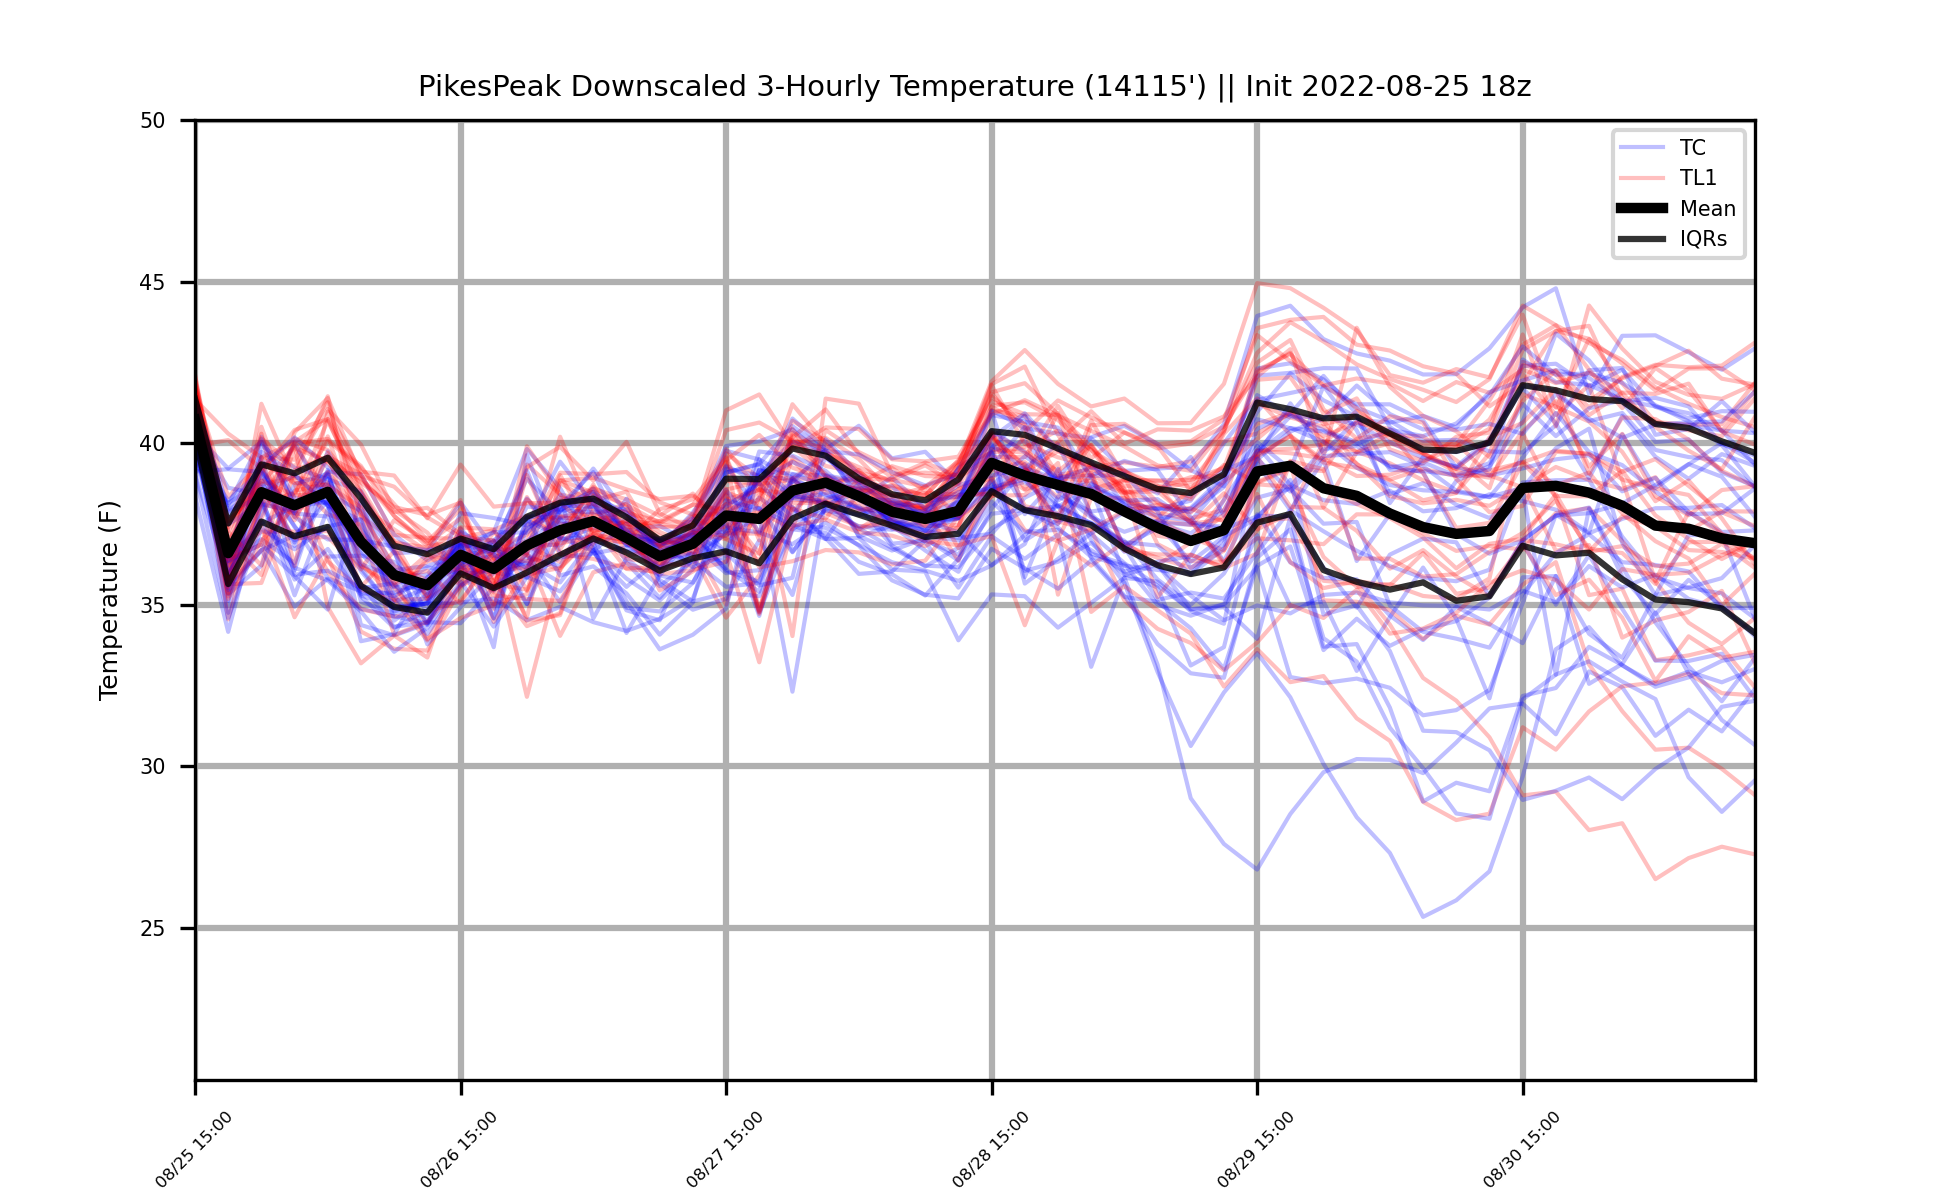 PikesPeak Downscaled 3-Hourly Temperature (14115') || Init 2022-08-25 18z
TC
TL1
Mean
IQRs
Temperature (F)
50
45
40
35
30
25
08/25 15:00
08/26 15:00
08/27 15:00
08/28 15:00
08/29 15:00
08/30 15:00